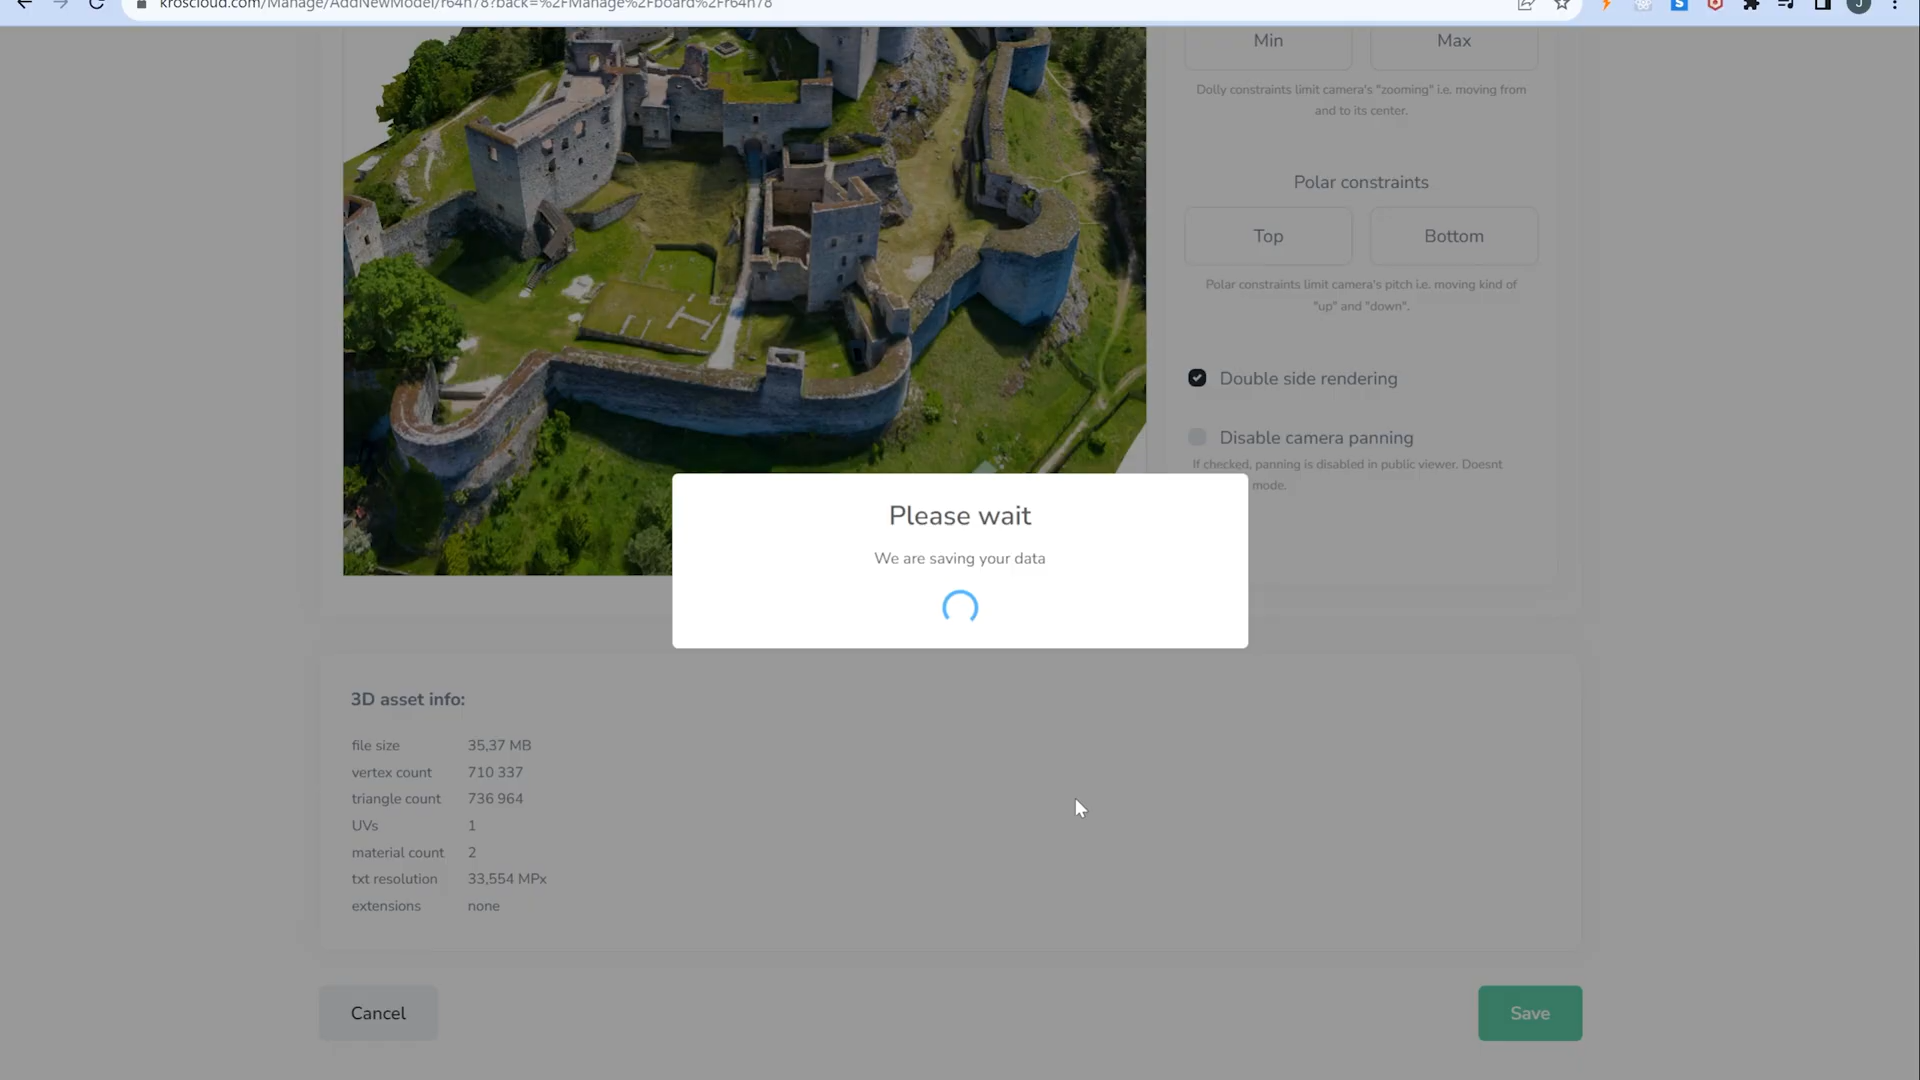 kroscloud.com/Manage/AddNewModel/r64h78?back=%2FManage%2Fboard%2Fr64h78
Min
Max
Dolly constraints limit camera's "zooming" i.e. moving from
and to its center.
Polar constraints
Top
Bottom
Polar constraints limit camera's pitch i.e. moving kind of
"up" and "down".
Double side rendering
Disable camera panning
If checked, panning is disabled in public viewer. Doesnt
mode.
Please wait
We are saving your data
3D asset info:
file size 35,37 MB
vertex count 710 337
triangle count 736 964
UVs 1
material count 2
txt resolution 33,554 MPx
extensions none
Cancel
Save